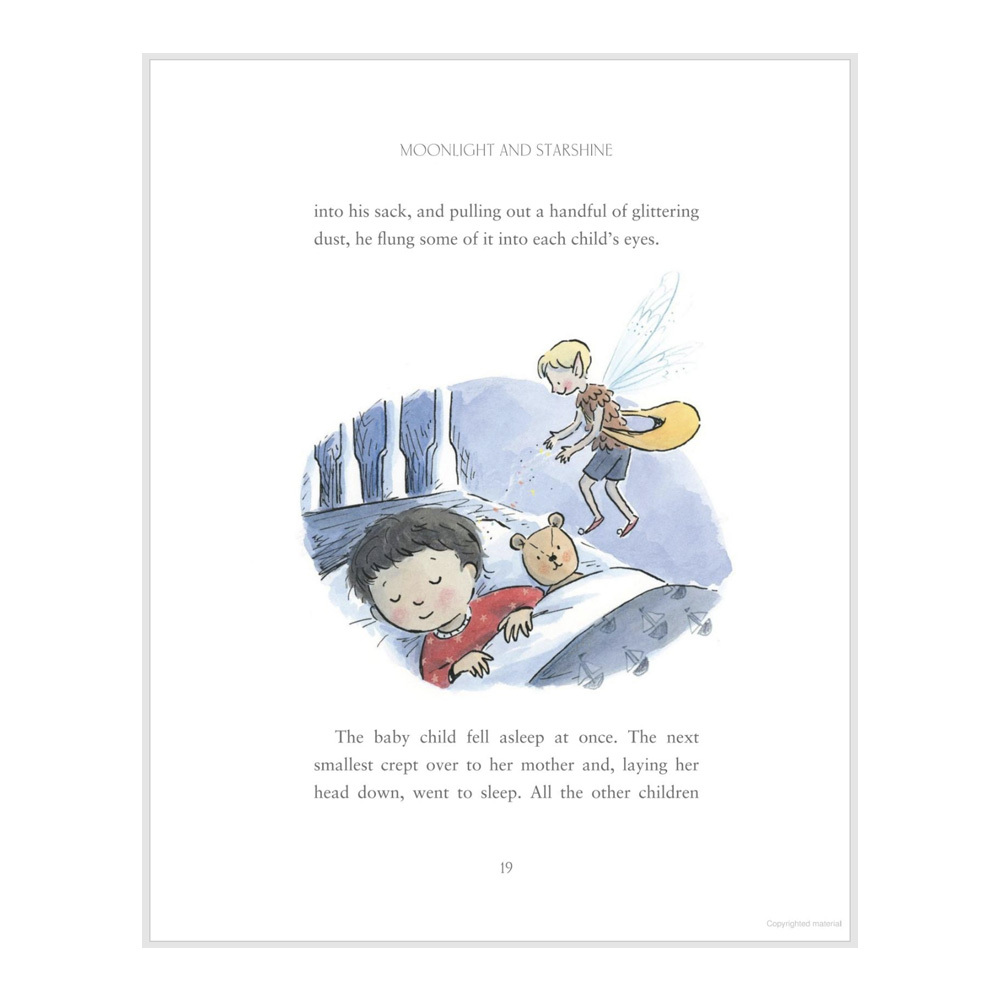 MOONLIGHT AND STARSHINE
into his sack, and pulling out a handful of glittering
dust, he flung some of it into each child’s eyes.
The baby child fell asleep at once. The next
smallest crept over to her mother and, laying her
head down, went to sleep. All the other children
19
Copyrighted material